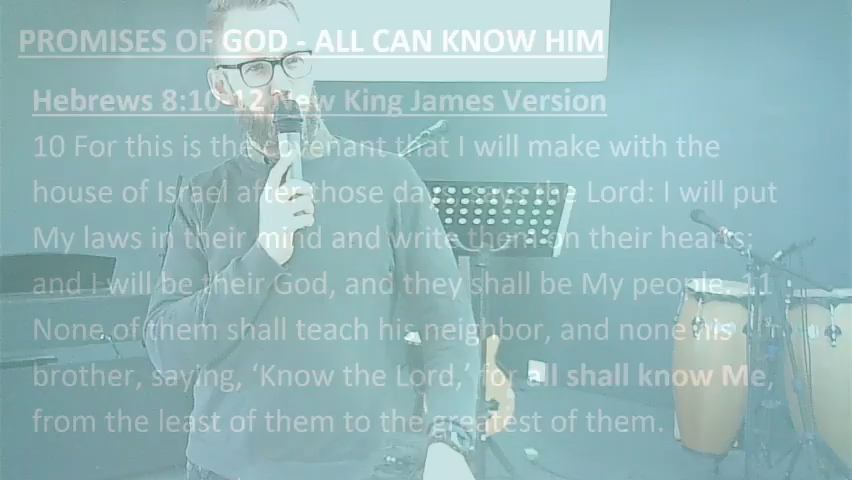 PROMISES OF GOD - ALL CAN KNOW HIM
Hebrews 8:10-12 New King James Version
10 For this is the covenant that I will make with the
house of Israel after those days, says the Lord: I will put
My laws in their mind and write them on their hearts;
and I will be their God, and they shall be My people. 11
None of them shall teach his neighbor, and none his
brother, saying, ‘Know the Lord,’ for all shall know Me,
from the least of them to the greatest of them.